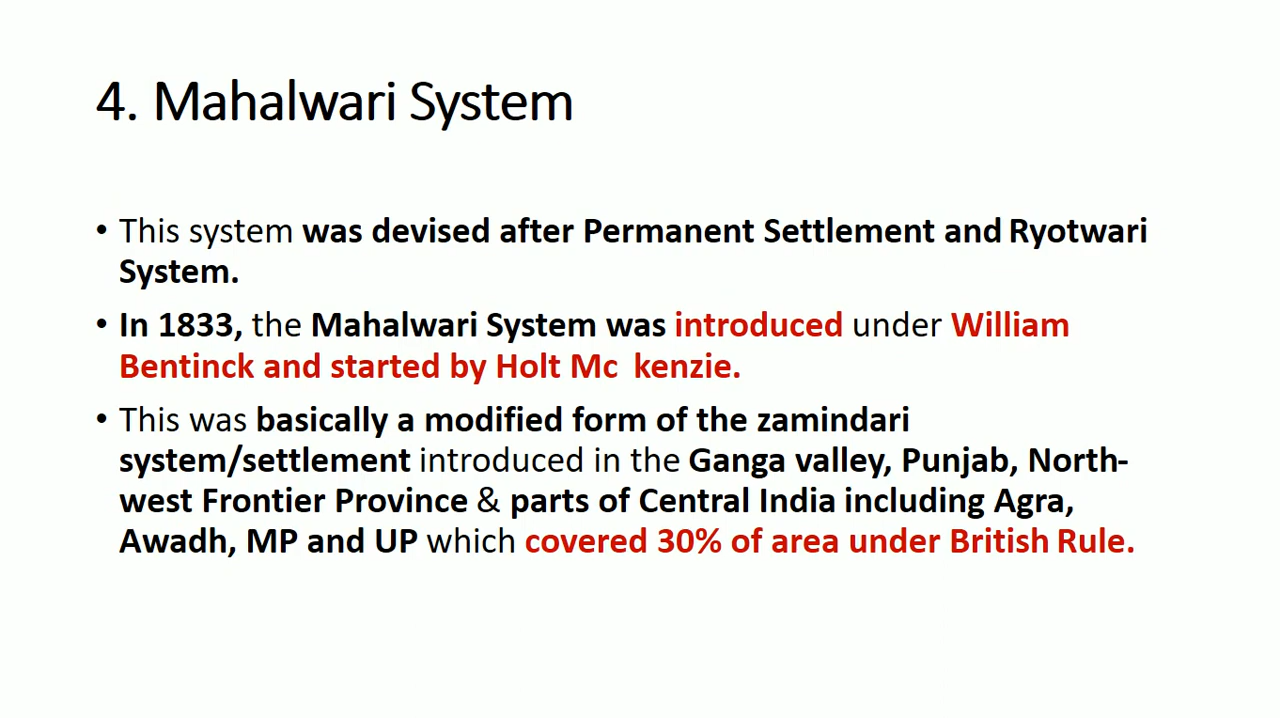 4. Mahalwari System
• This system was devised after Permanent Settlement and Ryotwari
System.
• In 1833, the Mahalwari System was introduced under William
Bentinck and started by Holt Mc  kenzie.
• This was basically a modified form of the zamindari
system/settlement introduced in the Ganga valley, Punjab, North-
west Frontier Province & parts of Central India including Agra,
Awadh, MP and UP which covered 30% of area under British Rule.